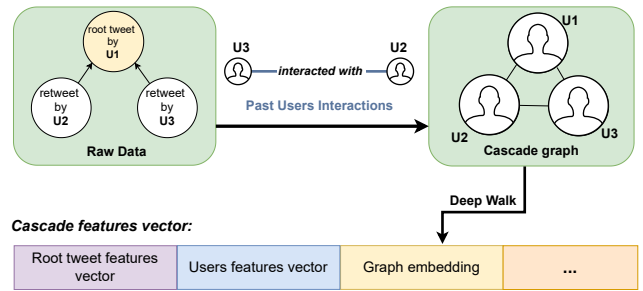 root tweet
by
U1
retweet
by
U2
retweet
by
U3
Raw Data
U3
U2
interacted with
Past Users Interactions
U1
U2
U3
Cascade graph
Deep Walk
Cascade features vector:
Root tweet features
vector
Users features vector
Graph embedding
...